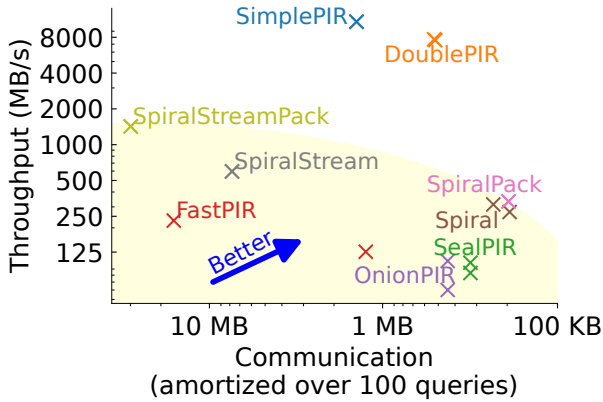 SimplePIR
DoublePIR
SpiralStreamPack
SpiralStream
SpiralPack
FastPIR
Spiral
SealPIR
OnionPIR
Better
Throughput (MB/s)
8000
4000
2000
1000
500
250
125
10 MB
1 MB
100 KB
Communication
(amortized over 100 queries)